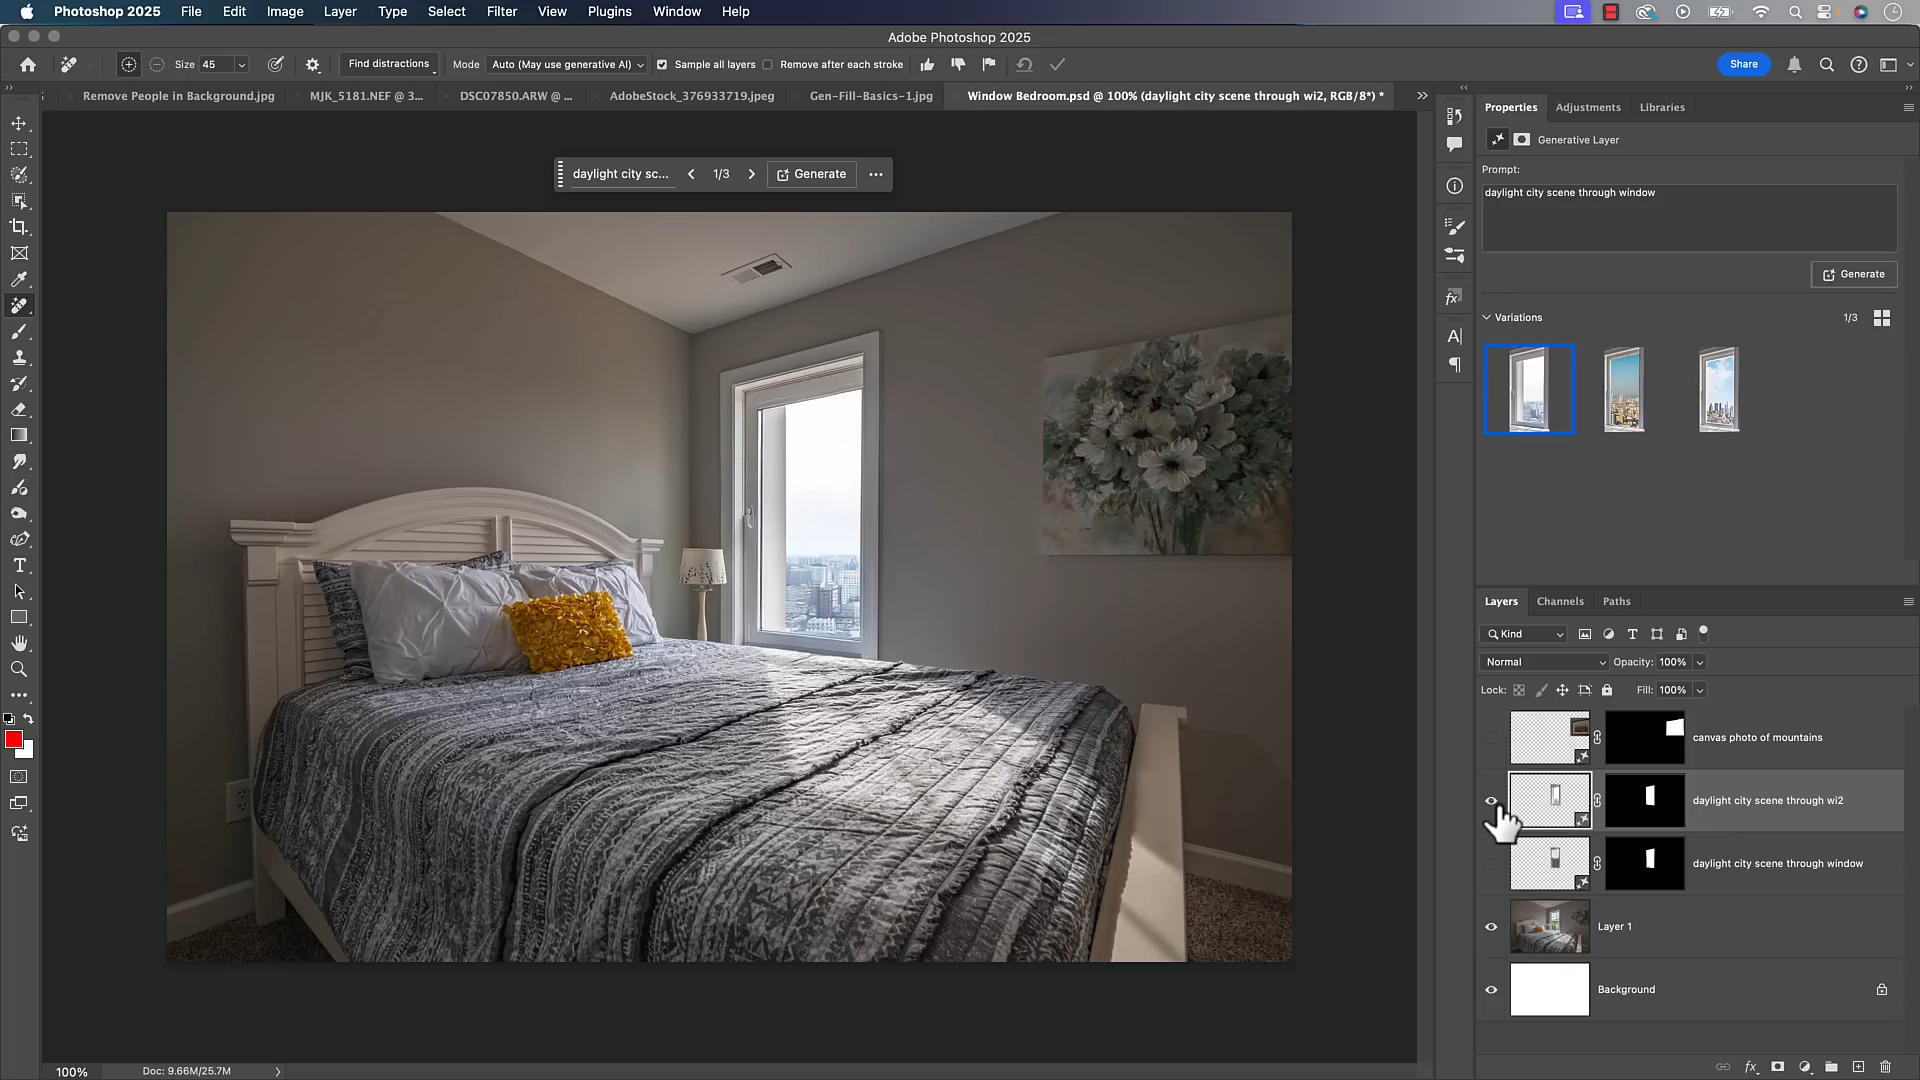 Adobe Photoshop 2025 File Edit Image Layer Type Select Filter View Plugins Window Help
Adobe Photoshop 2025
Size 45 Find distractions Mode Auto (May use generative AI) Sample all layers Remove after each stroke Share
Remove People in Background.jpg MJK_5181.NEF @ 3... DSC07850.ARW @ ... AdobeStock_376933719.jpeg Gen-Fill-Basics-1.jpg Window Bedroom.psd @ 100% (daylight city scene through wi2, RGB/8*) *
daylight city sc... 1/3 Generate
Properties Adjustments Libraries
Generative Layer
Prompt:
daylight city scene through window
Generate
Variations 1/3
Layers Channels Paths
Kind
Normal Opacity: 100%
Lock: Fill: 100%
canvas photo of mountains
daylight city scene through wi2
daylight city scene through window
Layer 1
Background
100% Doc: 9.66M/25.7M